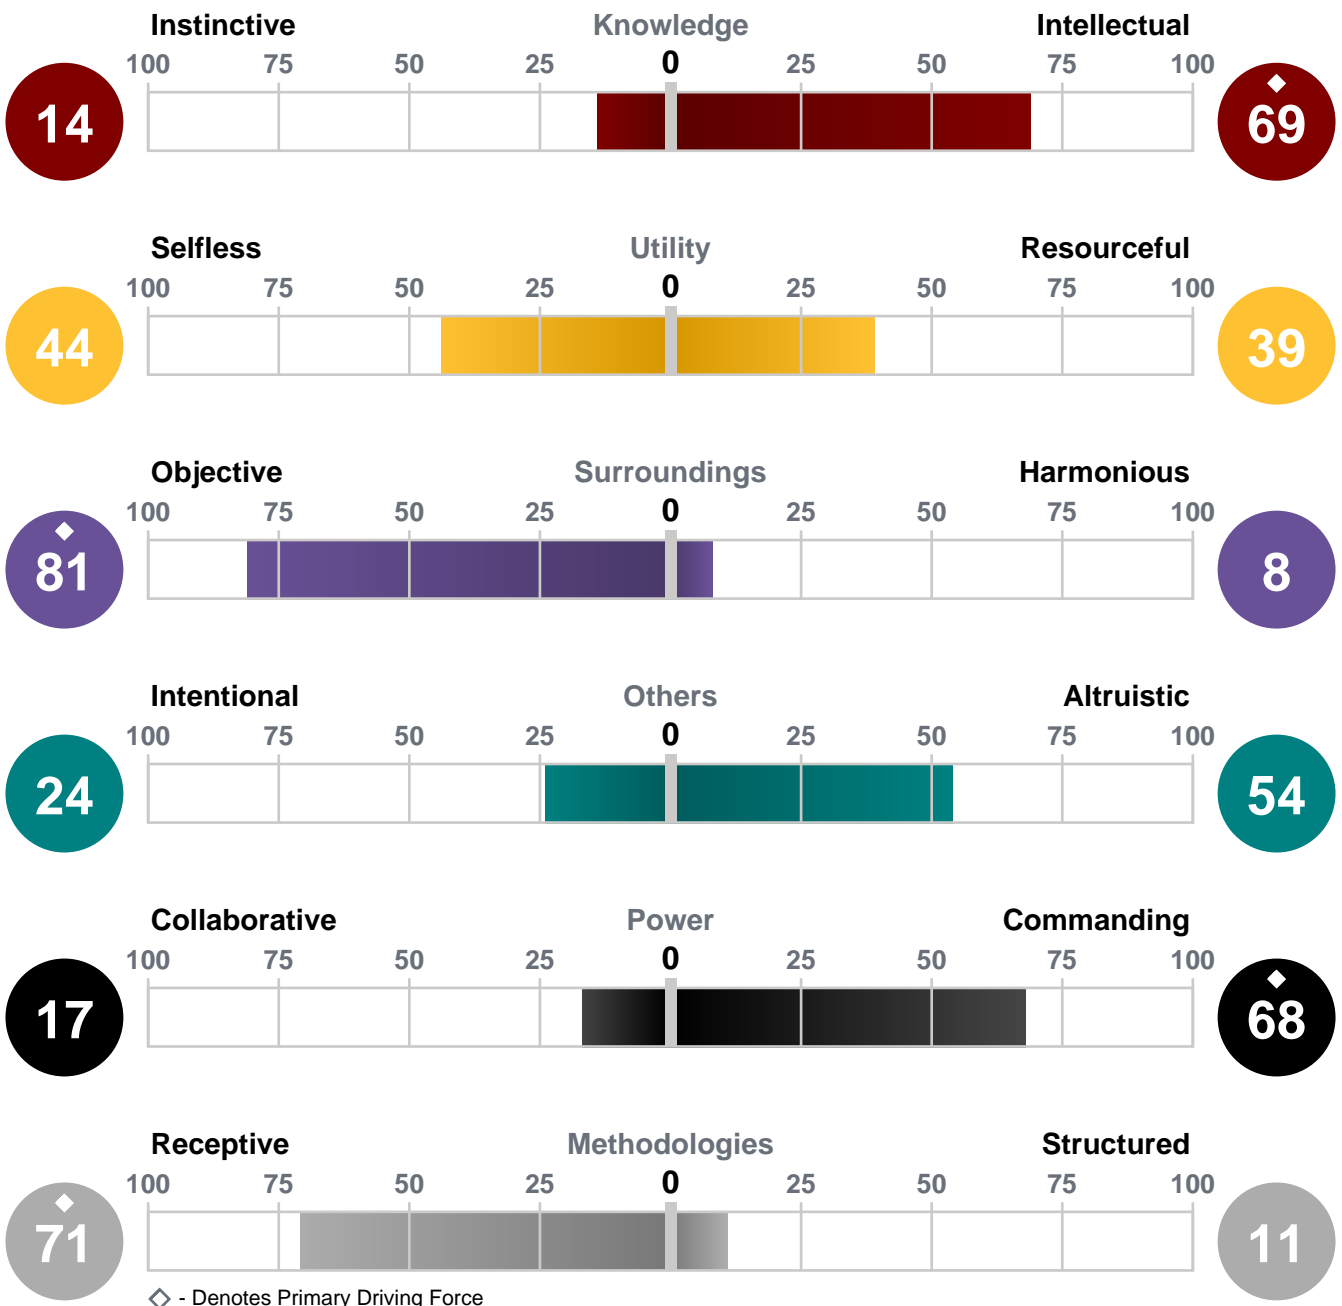 Instinctive Knowledge Intellectual
100 75 50 25 0 25 50 75 100
14 69
Selfless Utility Resourceful
100 75 50 25 0 25 50 75 100
44 39
Objective Surroundings Harmonious
100 75 50 25 0 25 50 75 100
81 8
Intentional Others Altruistic
100 75 50 25 0 25 50 75 100
24 54
Collaborative Power Commanding
100 75 50 25 0 25 50 75 100
17 68
Receptive Methodologies Structured
100 75 50 25 0 25 50 75 100
71 11
- Denotes Primary Driving Force